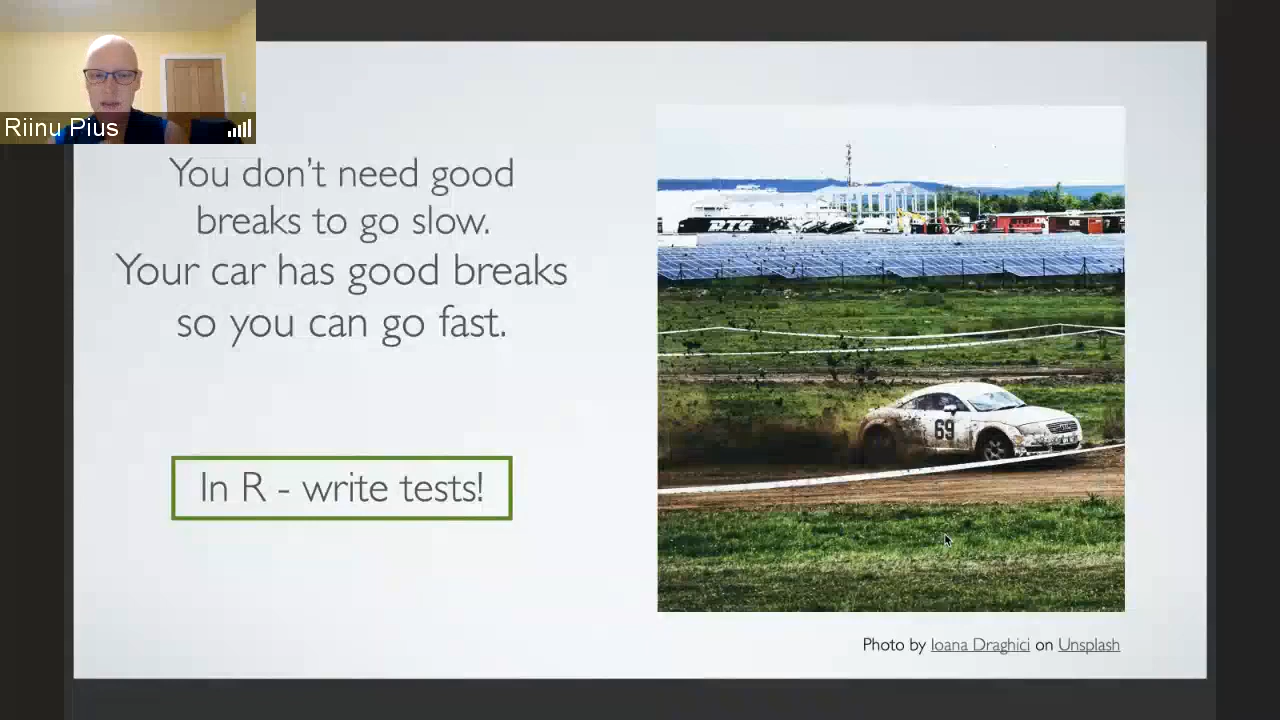 Riinu Pius
You don't need good
breaks to go slow.
Your car has good breaks
so you can go fast.
In R - write tests!
69
Photo by Ioana Draghici on Unsplash